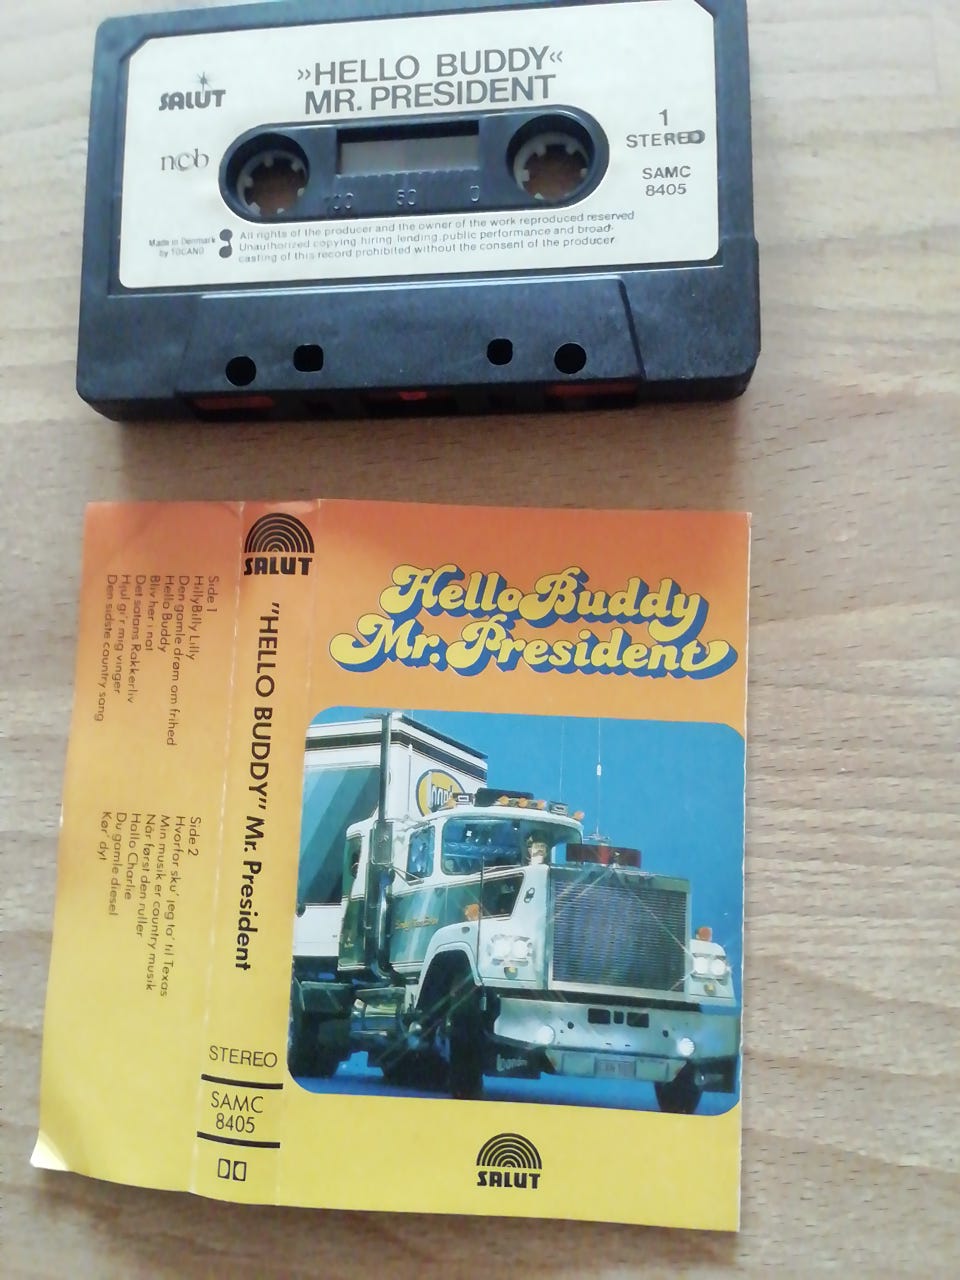 SALUT
»HELLO BUDDY«
MR. PRESIDENT
ncb
1
STEREO
SAMC
8405
100 50 0
Made in Denmark
by TOCANO
All rights of the producer and the owner of the work reproduced reserved
Unauthorized copying, hiring, lending, public performance and broad-
casting of this record prohibited without the consent of the producer
Side 1
HillyBilly Lilly
Den gamle drøm om frihed
Hello Buddy
Bliv her i nat
Det satans Rakkerliv
Hjul gi'r mig vinger
Den sidste country sang
Side 2
Hvorfor sku' jeg ta' til Texas
Min musik er country musik
Når først den ruller
Hallo Charlie
Du gamle diesel
Kør' dyt
SALUT
"HELLO BUDDY" Mr. President
STEREO
SAMC
8405
Hello Buddy
Mr. President
SALUT